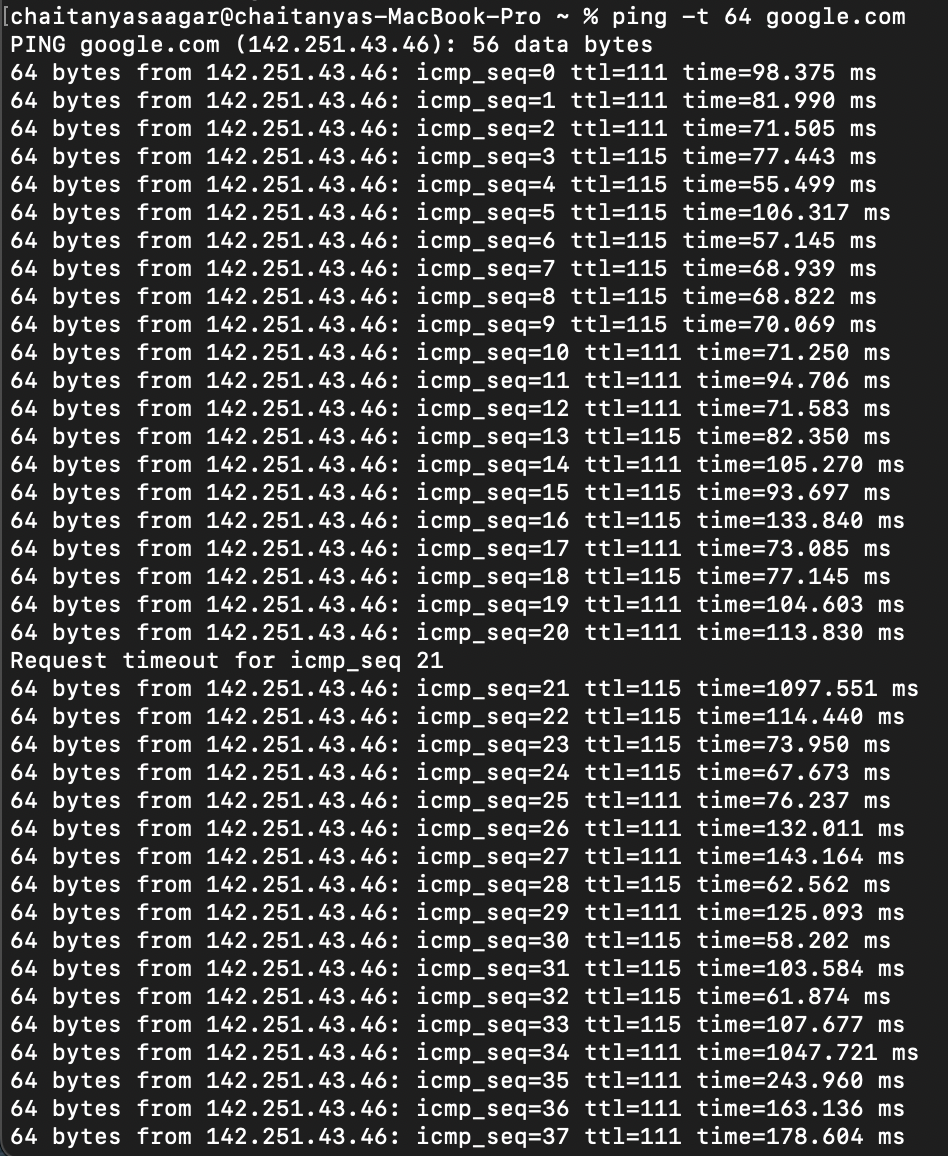 [chaitanyasaagar@chaitanyas-MacBook-Pro ~ % ping -t 64 google.com
PING google.com (142.251.43.46): 56 data bytes
64 bytes from 142.251.43.46: icmp_seq=0 ttl=111 time=98.375 ms
64 bytes from 142.251.43.46: icmp_seq=1 ttl=111 time=81.990 ms
64 bytes from 142.251.43.46: icmp_seq=2 ttl=111 time=71.505 ms
64 bytes from 142.251.43.46: icmp_seq=3 ttl=115 time=77.443 ms
64 bytes from 142.251.43.46: icmp_seq=4 ttl=115 time=55.499 ms
64 bytes from 142.251.43.46: icmp_seq=5 ttl=115 time=106.317 ms
64 bytes from 142.251.43.46: icmp_seq=6 ttl=115 time=57.145 ms
64 bytes from 142.251.43.46: icmp_seq=7 ttl=115 time=68.939 ms
64 bytes from 142.251.43.46: icmp_seq=8 ttl=115 time=68.822 ms
64 bytes from 142.251.43.46: icmp_seq=9 ttl=115 time=70.069 ms
64 bytes from 142.251.43.46: icmp_seq=10 ttl=111 time=71.250 ms
64 bytes from 142.251.43.46: icmp_seq=11 ttl=111 time=94.706 ms
64 bytes from 142.251.43.46: icmp_seq=12 ttl=111 time=71.583 ms
64 bytes from 142.251.43.46: icmp_seq=13 ttl=115 time=82.350 ms
64 bytes from 142.251.43.46: icmp_seq=14 ttl=111 time=105.270 ms
64 bytes from 142.251.43.46: icmp_seq=15 ttl=115 time=93.697 ms
64 bytes from 142.251.43.46: icmp_seq=16 ttl=115 time=133.840 ms
64 bytes from 142.251.43.46: icmp_seq=17 ttl=111 time=73.085 ms
64 bytes from 142.251.43.46: icmp_seq=18 ttl=115 time=77.145 ms
64 bytes from 142.251.43.46: icmp_seq=19 ttl=111 time=104.603 ms
64 bytes from 142.251.43.46: icmp_seq=20 ttl=111 time=113.830 ms
Request timeout for icmp_seq 21
64 bytes from 142.251.43.46: icmp_seq=21 ttl=115 time=1097.551 ms
64 bytes from 142.251.43.46: icmp_seq=22 ttl=115 time=114.440 ms
64 bytes from 142.251.43.46: icmp_seq=23 ttl=115 time=73.950 ms
64 bytes from 142.251.43.46: icmp_seq=24 ttl=115 time=67.673 ms
64 bytes from 142.251.43.46: icmp_seq=25 ttl=111 time=76.237 ms
64 bytes from 142.251.43.46: icmp_seq=26 ttl=111 time=132.011 ms
64 bytes from 142.251.43.46: icmp_seq=27 ttl=111 time=143.164 ms
64 bytes from 142.251.43.46: icmp_seq=28 ttl=115 time=62.562 ms
64 bytes from 142.251.43.46: icmp_seq=29 ttl=111 time=125.093 ms
64 bytes from 142.251.43.46: icmp_seq=30 ttl=115 time=58.202 ms
64 bytes from 142.251.43.46: icmp_seq=31 ttl=115 time=103.584 ms
64 bytes from 142.251.43.46: icmp_seq=32 ttl=115 time=61.874 ms
64 bytes from 142.251.43.46: icmp_seq=33 ttl=115 time=107.677 ms
64 bytes from 142.251.43.46: icmp_seq=34 ttl=111 time=1047.721 ms
64 bytes from 142.251.43.46: icmp_seq=35 ttl=111 time=243.960 ms
64 bytes from 142.251.43.46: icmp_seq=36 ttl=111 time=163.136 ms
64 bytes from 142.251.43.46: icmp_seq=37 ttl=111 time=178.604 ms